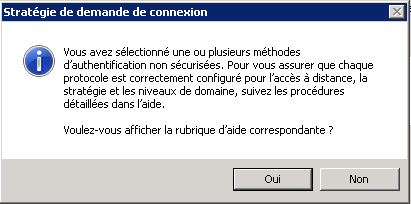 Stratégie de demande de connexion
Vous avez sélectionné une ou plusieurs méthodes
d'authentification non sécurisées. Pour vous assurer que chaque
protocole est correctement configuré pour l'accès à distance, la
stratégie et les niveaux de domaine, suivez les procédures
détaillées dans l'aide.
Voulez-vous afficher la rubrique d'aide correspondante ?
Oui
Non